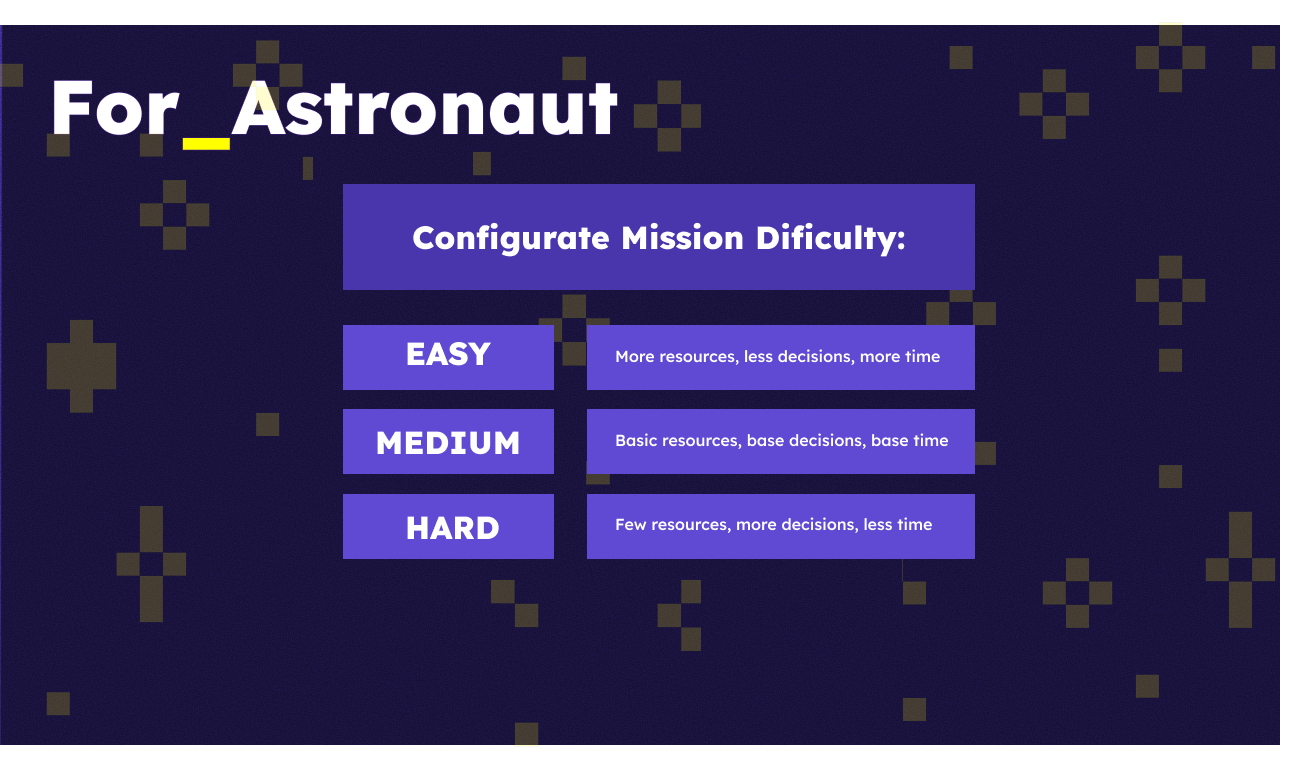 For_Astronaut
Configurate Mission Dificulty:
EASY
More resources, less decisions, more time
MEDIUM
Basic resources, base decisions, base time
HARD
Few resources, more decisions, less time